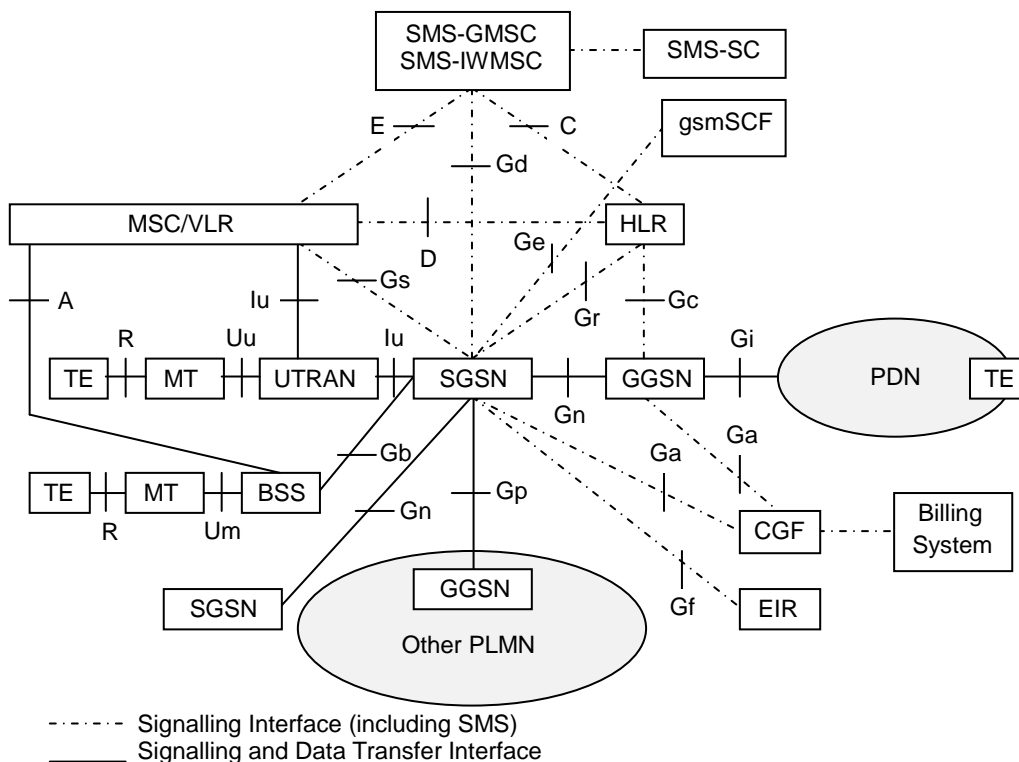 SMS-GMSC
SMS-IWMSC
SMS-SC
gsmSCF
E
C
Gd
MSC/VLR
HLR
D
Ge
Gs
A
Iu
Gr
Gc
R
Uu
Iu
Gi
TE
MT
UTRAN
SGSN
GGSN
PDN
TE
Gn
Ga
Gb
Ga
TE
MT
BSS
Gp
Gn
R
Um
CGF
Billing
System
SGSN
GGSN
Gf
EIR
Other PLMN
Signalling Interface (including SMS)
Signalling and Data Transfer Interface